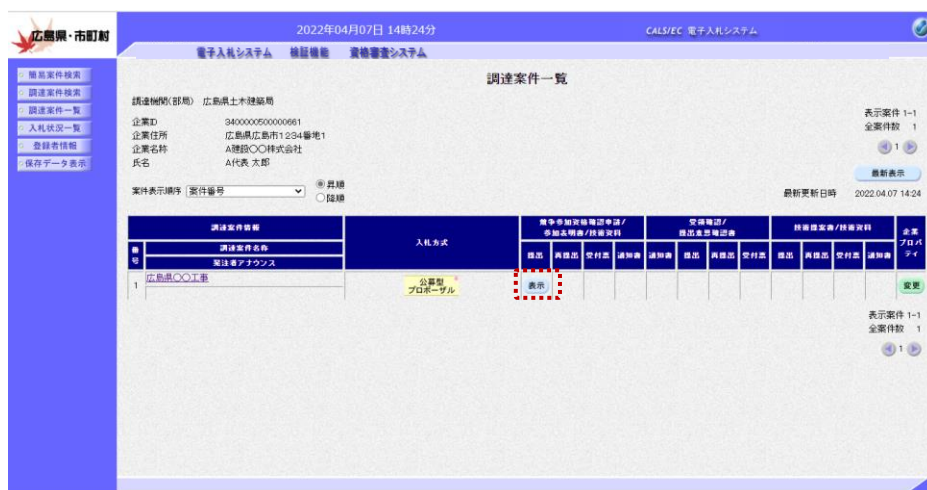 広島県・市町村
2022年04月07日 14時24分
CALS/EC 電子入札システム
電子入札システム 検証機能 資格審査システム
簡易案件検索
調達案件検索
調達案件一覧
入札状況一覧
登録者情報
保存データ表示
調達案件一覧
調達機関(部局) 広島県土木建築局
企業ID 3400000500000661
企業住所 広島県広島市1234番地1
企業名称 A建設〇〇株式会社
氏名 A代表 太郎
表示案件 1-1
全案件数 1
1
案件表示順序 案件番号
昇順
降順
最新表示
最新更新日時 2022.04.07 14:24
調達案件情報
番号
調達案件名称
発注者アナウンス
入札方式
競争参加資格確認申請/
参加表明書/技術資料
提出 再提出 受付票 通知書
受領確認/
提出意思確認書
通知書 提出 再提出 受付票
技術提案書/技術資料
提出 再提出 受付票 通知書
企業
プロパ
ティ
1 広島県〇〇工事
公募型
プロポーザル
表示
変更
表示案件 1-1
全案件数 1
1